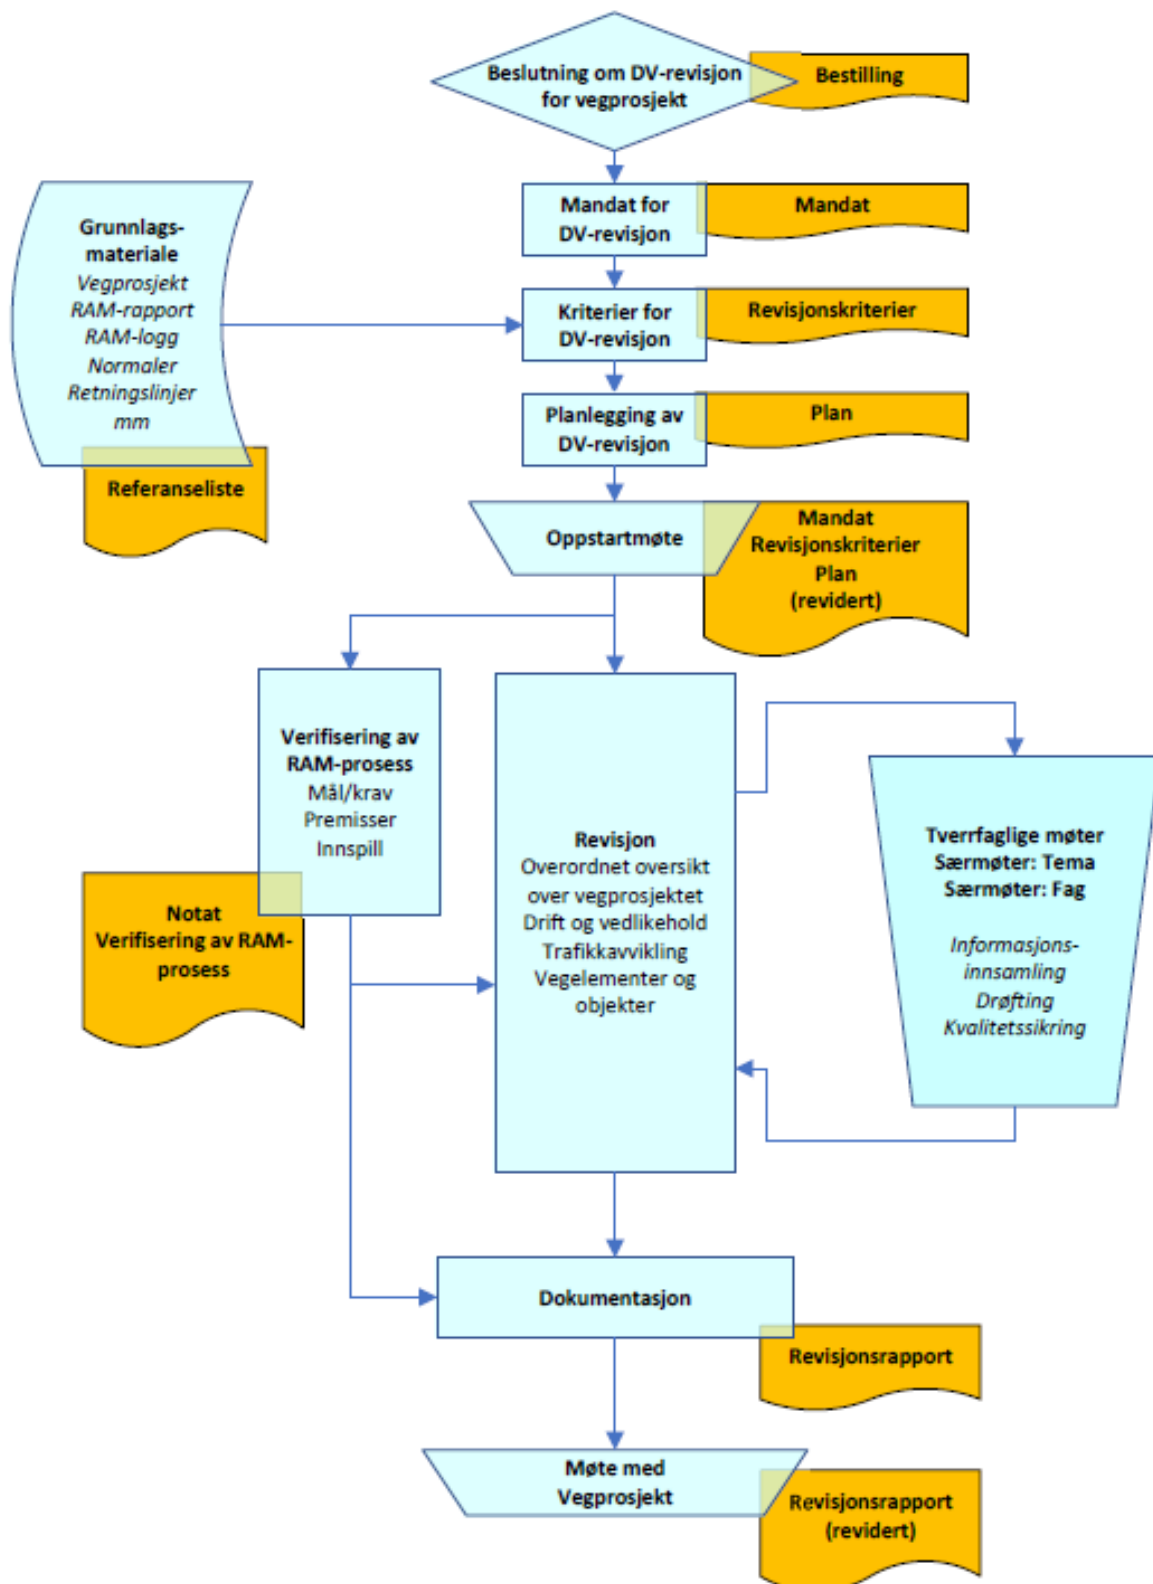 Beslutning om DV-revisjon
for vegprosjekt
Bestilling
Mandat for
DV-revisjon
Mandat
Grunnlags-
materiale
Vegprosjekt
RAM-rapport
RAM-logg
Normaler
Retningslinjer
mm
Referanseliste
Kriterier for
DV-revisjon
Revisjonskriterier
Planlegging av
DV-revisjon
Plan
Oppstartmøte
Mandat
Revisjonskriterier
Plan
(revidert)
Verifisering av
RAM-prosess
Mål/krav
Premisser
Innspill
Notat
Verifisering av RAM-
prosess
Revisjon
Overordnet oversikt
over vegprosjektet
Drift og vedlikehold
Trafikkavvikling
Vegelementer og
objekter
Tverrfaglige møter
Særmøter: Tema
Særmøter: Fag
Informasjons-
innsamling
Drøfting
Kvalitetssikring
Dokumentasjon
Revisjonsrapport
Møte med
Vegprosjekt
Revisjonsrapport
(revidert)